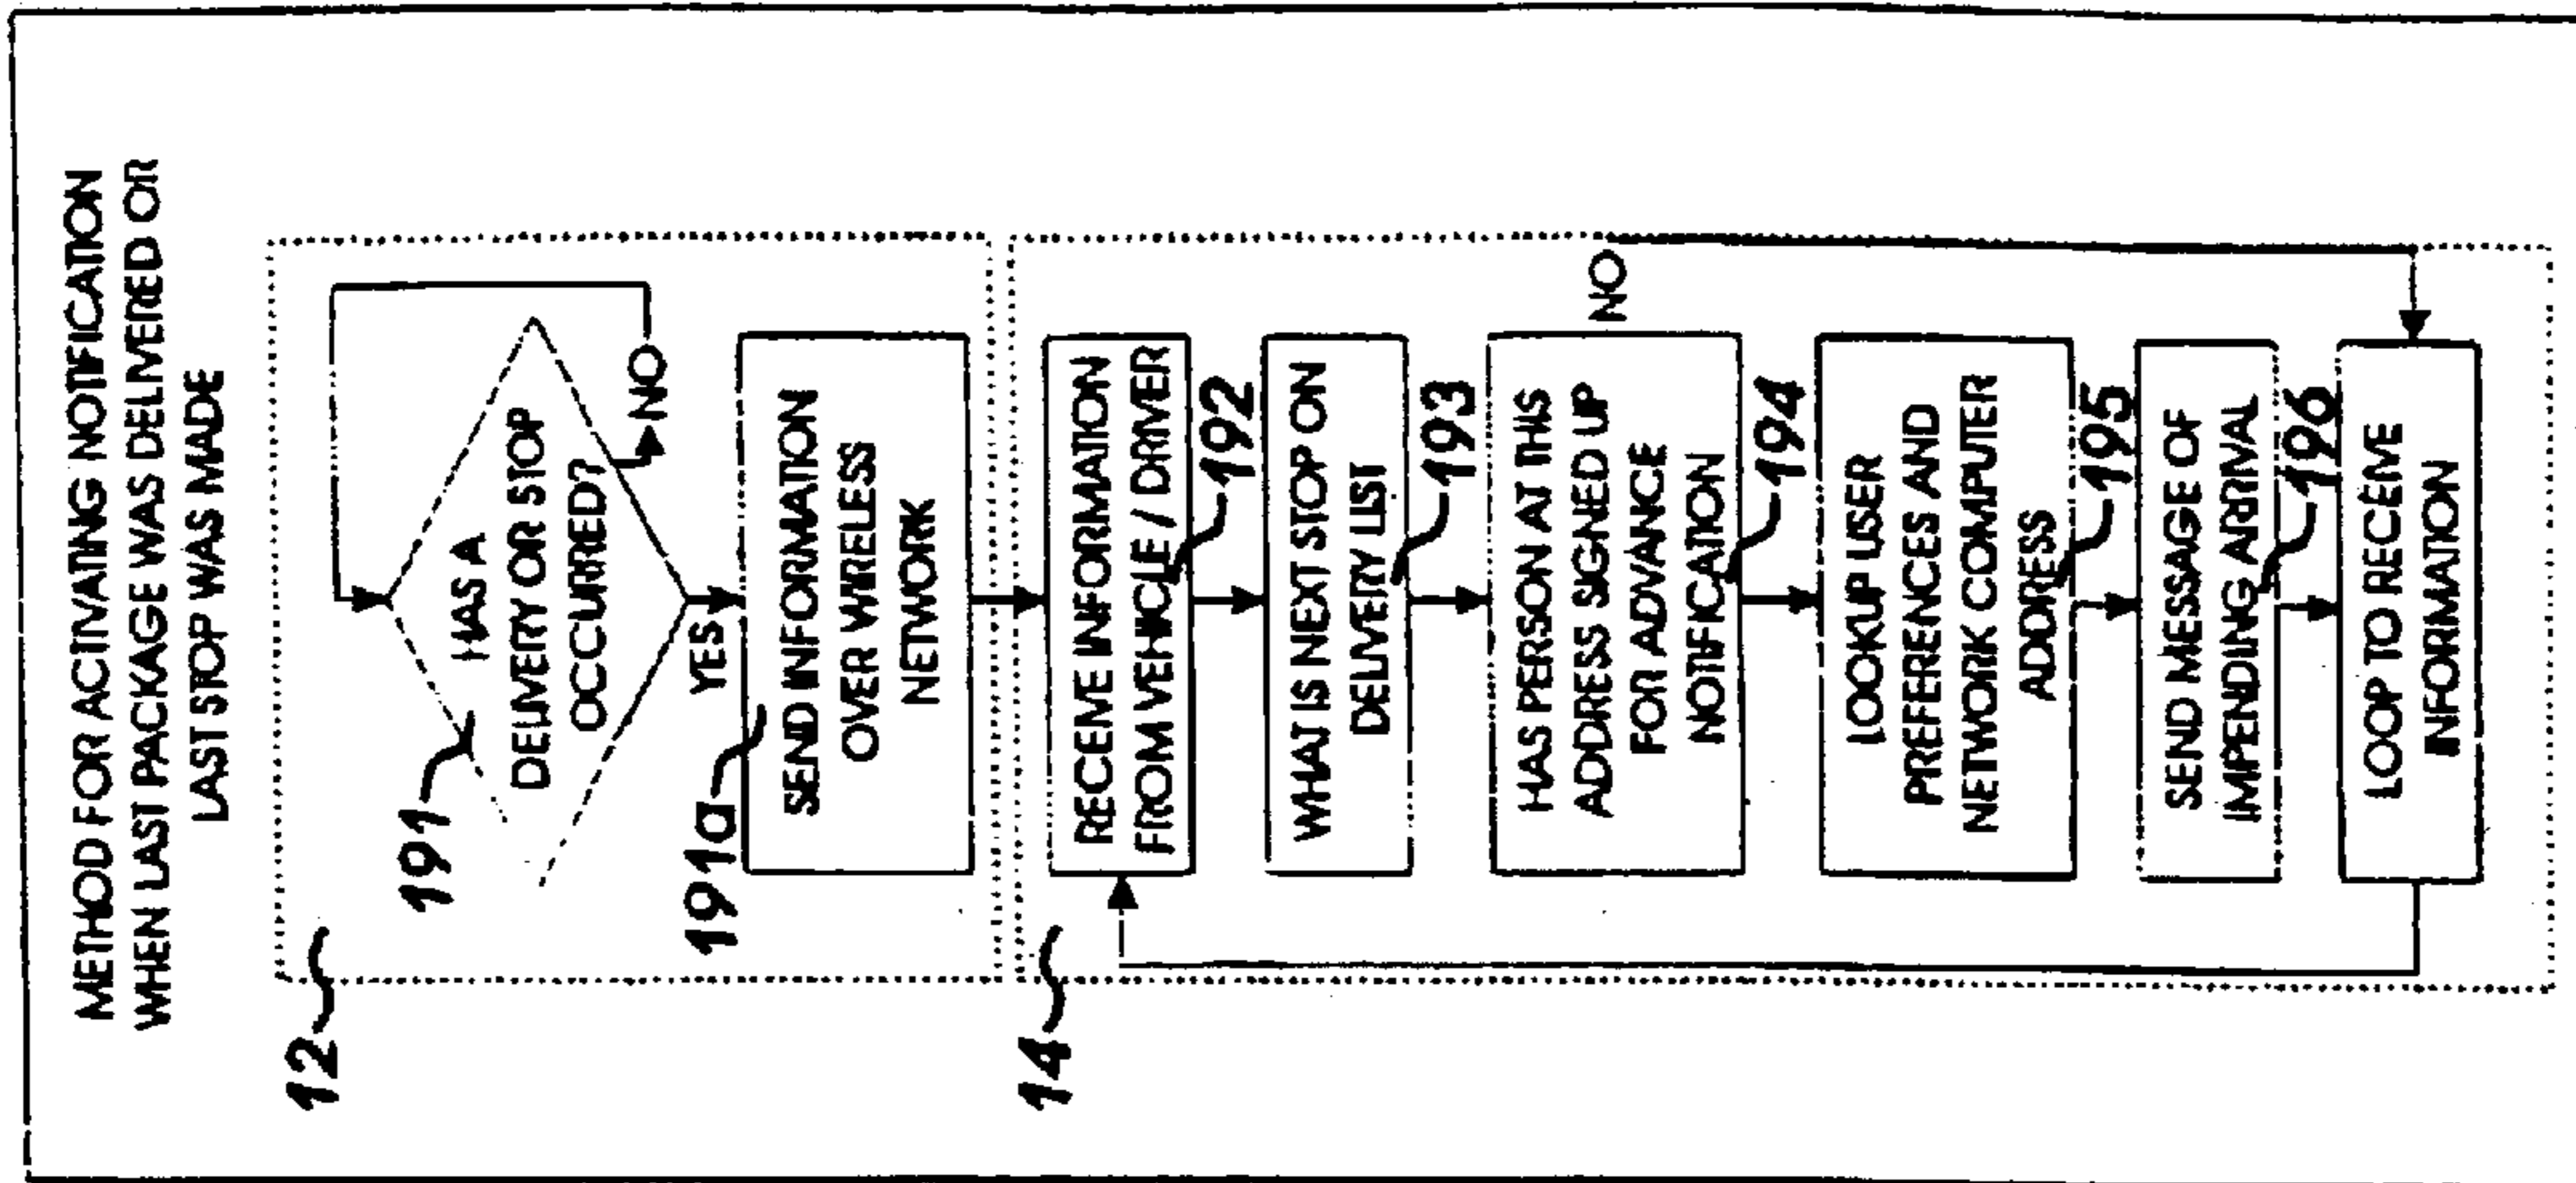 METHOD FOR ACTIVATING NOTIFICATION
WHEN LAST PACKAGE WAS DELIVERED OR
LAST STOP WAS MADE
12
191
HAS A
DELIVERY OR STOP
OCCURRED?
NO
YES
191a
SEND INFORMATION
OVER WIRELESS
NETWORK
14
RECEIVE INFORMATION
FROM VEHICLE / DRIVER
192
WHAT IS NEXT STOP ON
DELIVERY LIST
193
HAS PERSON AT THIS
ADDRESS SIGNED UP
FOR ADVANCE
NOTIFICATION
NO
194
LOOKUP USER
PREFERENCES AND
NETWORK COMPUTER
ADDRESS
195
SEND MESSAGE OF
IMPENDING ARRIVAL
196
LOOP TO RECEIVE
INFORMATION